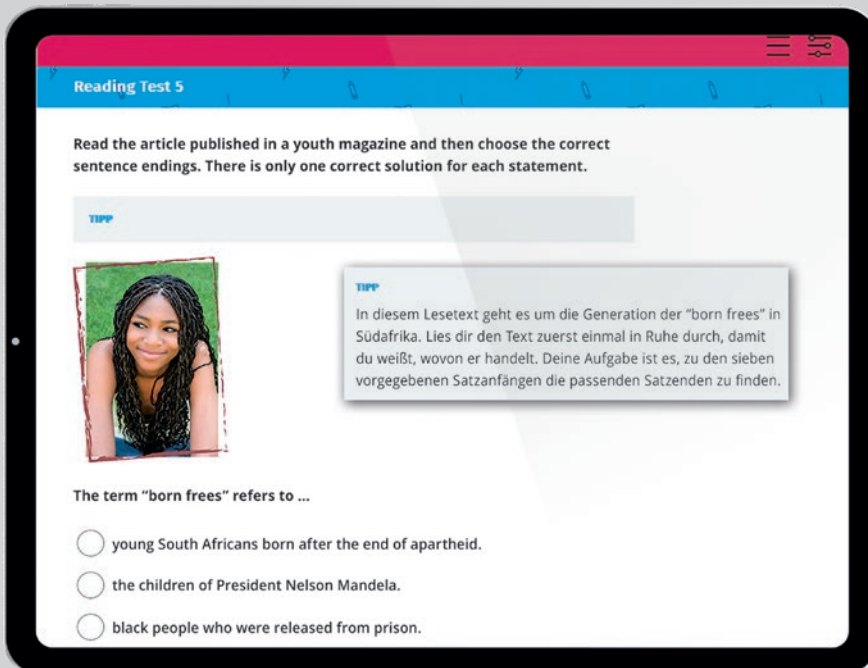 Reading Test 5
Read the article published in a youth magazine and then choose the correct
sentence endings. There is only one correct solution for each statement.
TIPP
TIPP
In diesem Lesetext geht es um die Generation der "born frees" in
Südafrika. Lies dir den Text zuerst einmal in Ruhe durch, damit
du weißt, wovon er handelt. Deine Aufgabe ist es, zu den sieben
vorgegebenen Satzanfängen die passenden Satzenden zu finden.
The term "born frees" refers to ...
young South Africans born after the end of apartheid.
the children of President Nelson Mandela.
black people who were released from prison.